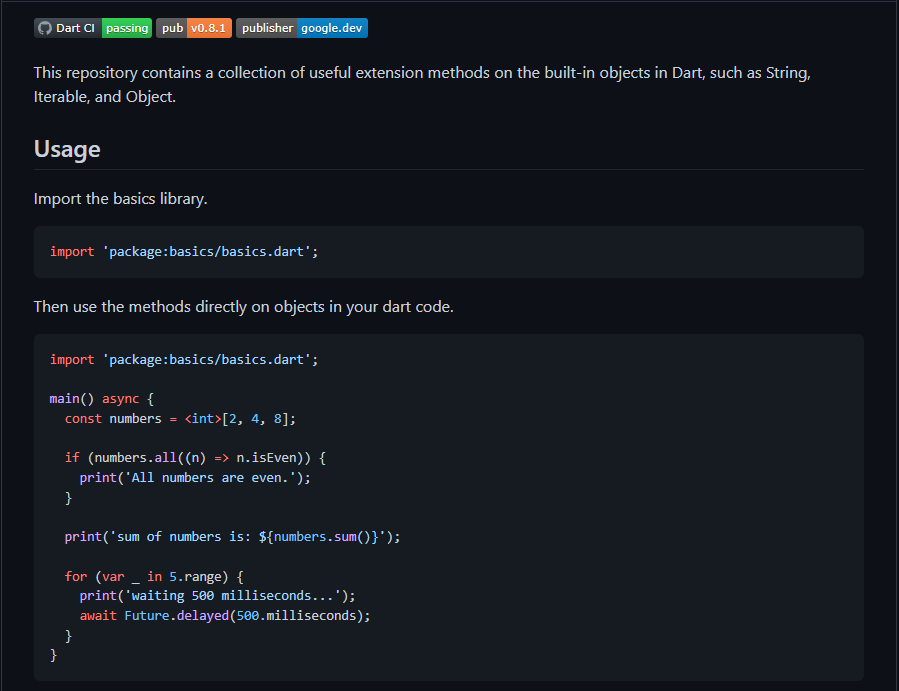 Dart CI passing pub v0.8.1 publisher google.dev
This repository contains a collection of useful extension methods on the built-in objects in Dart, such as String,
Iterable, and Object.
Usage
Import the basics library.
import 'package:basics/basics.dart';
Then use the methods directly on objects in your dart code.
import 'package:basics/basics.dart';
main() async {
  const numbers = <int>[2, 4, 8];
  if (numbers.all((n) => n.isEven)) {
    print('All numbers are even.');
  }
  print('sum of numbers is: ${numbers.sum()}');
  for (var _ in 5.range) {
    print('waiting 500 milliseconds...');
    await Future.delayed(500.milliseconds);
  }
}